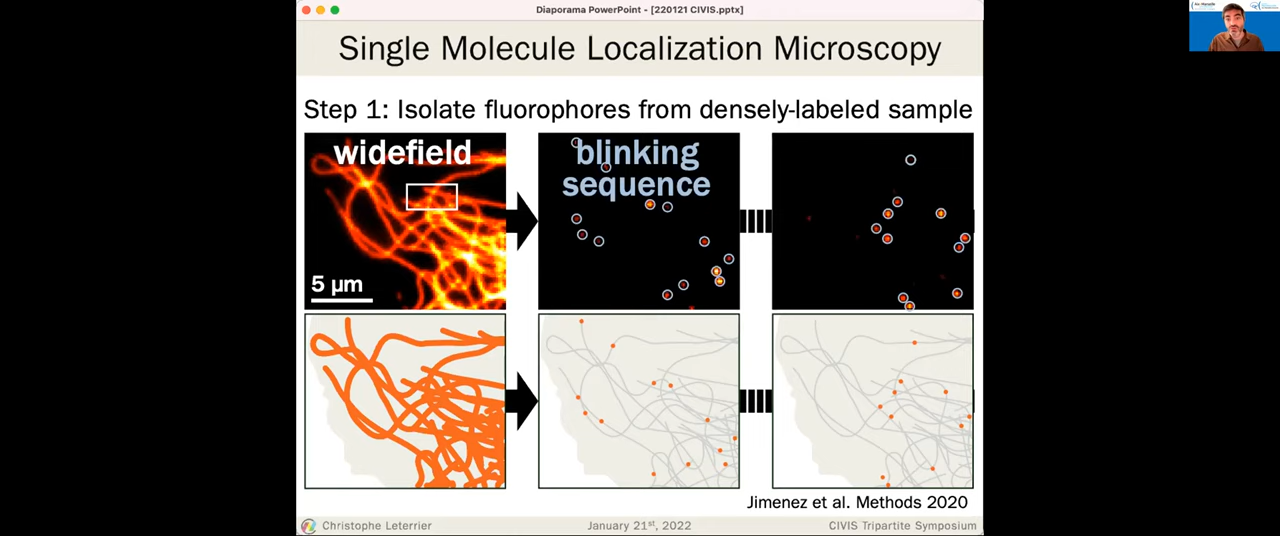 Diaporama PowerPoint - [220121 CIVIS.pptx]
Single Molecule Localization Microscopy
Step 1: Isolate fluorophores from densely-labeled sample
widefield
blinking
sequence
5 µm
Jimenez et al. Methods 2020
Christophe Leterrier
January 21st, 2022
CIVIS Tripartite Symposium